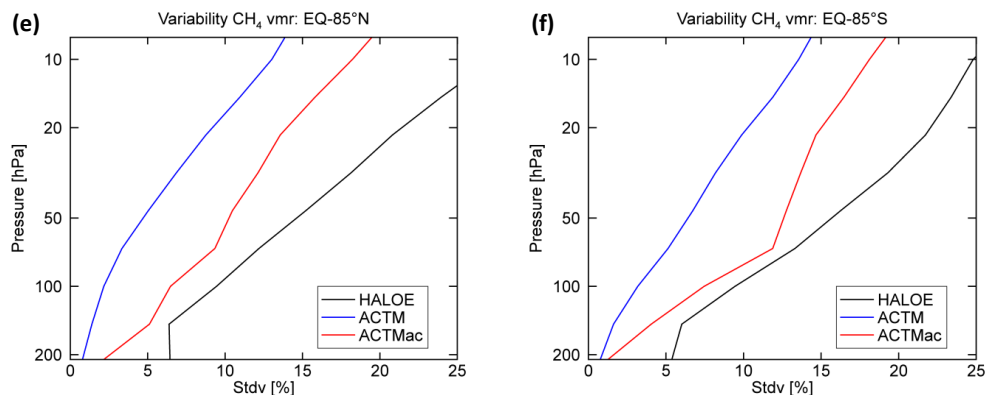 (e)
Variability CH₄ vmr: EQ-85°N
Pressure [hPa]
10
20
50
100
200
HALOE
ACTM
ACTMac
0 5 10 15 20 25
Stdv [%]
(f)
Variability CH₄ vmr: EQ-85°S
Pressure [hPa]
10
20
50
100
200
HALOE
ACTM
ACTMac
0 5 10 15 20 25
Stdv [%]